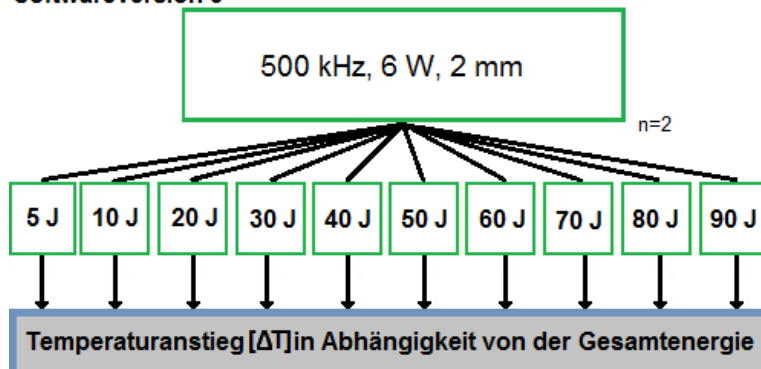 500 kHz, 6 W, 2 mm
n=2
5 J 10 J 20 J 30 J 40 J 50 J 60 J 70 J 80 J 90 J
Temperaturanstieg [ΔT] in Abhängigkeit von der Gesamtenergie